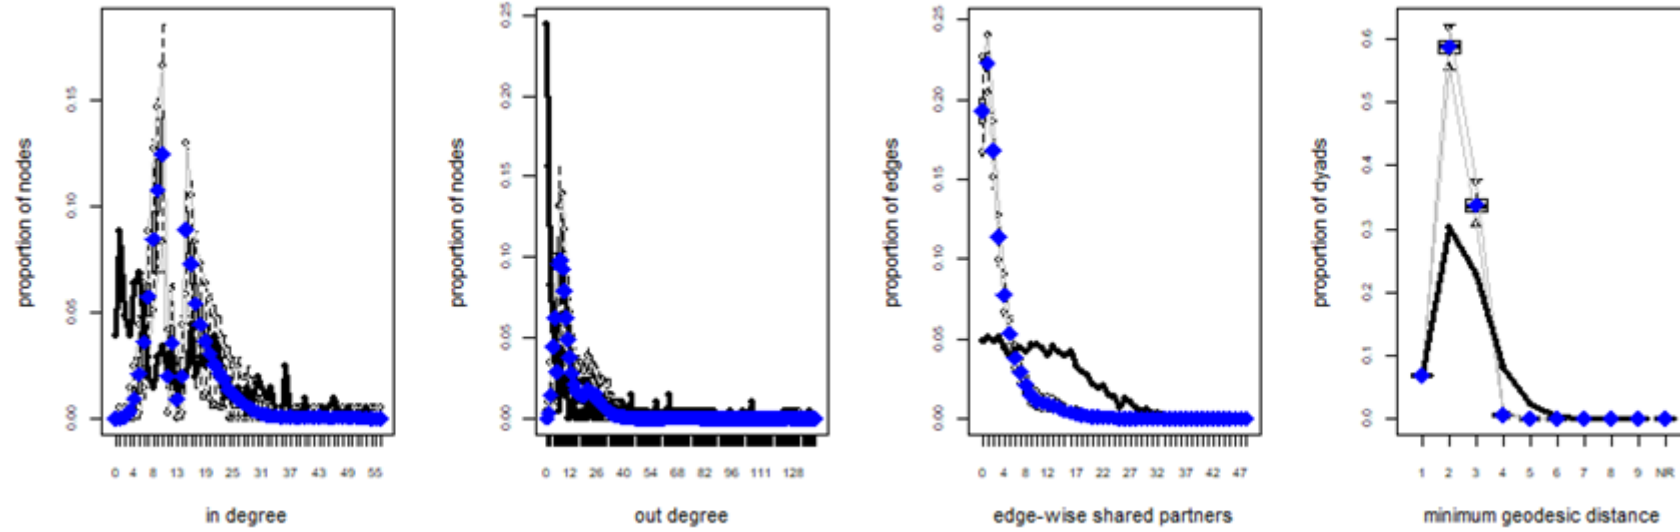 proportion of nodes
0.00 0.05 0.10 0.15
0 4 8 13 19 25 31 37 43 49 55
in degree
proportion of nodes
0.00 0.05 0.10 0.15 0.20 0.25
0 12 26 40 54 68 82 96 111 128
out degree
proportion of edges
0.00 0.05 0.10 0.15 0.20 0.25
0 4 8 12 17 22 27 32 37 42 47
edge-wise shared partners
proportion of dyads
0.0 0.1 0.2 0.3 0.4 0.5 0.6
1 2 3 4 5 6 7 8 9 NR
minimum geodesic distance